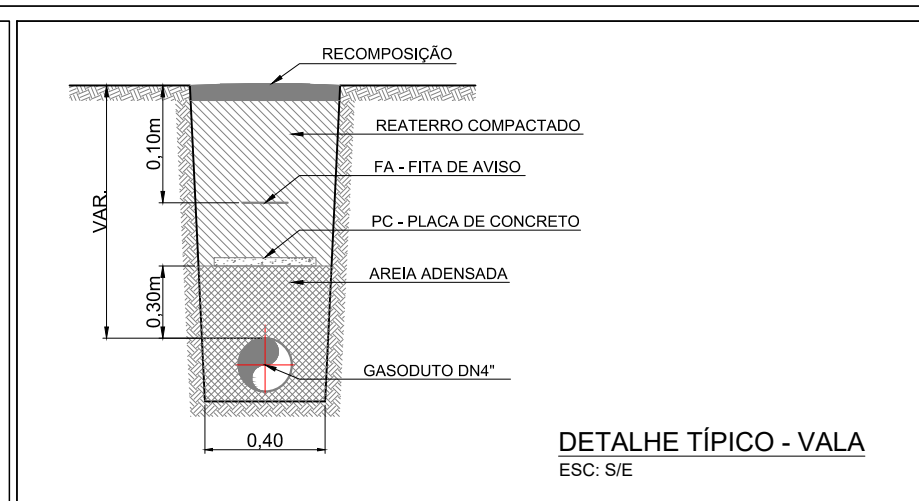 RECOMPOSIÇÃO
REATERRO COMPACTADO
0,10m
FA - FITA DE AVISO
VAR.
PC - PLACA DE CONCRETO
AREIA ADENSADA
0,30m
GASODUTO DN4"
0,40
DETALHE TÍPICO - VALA
ESC: S/E